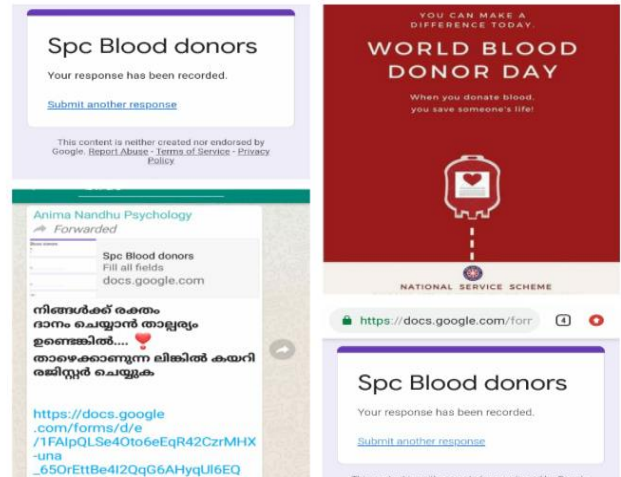 Spc Blood donors
Your response has been recorded.
Submit another response
This content is neither created nor endorsed by
Google. Report Abuse - Terms of Service - Privacy
Policy
Anima Nandhu Psychology
Forwarded
Spc Blood donors
Fill all fields
docs.google.com
നിങ്ങൾക്ക് രക്തം
ദാനം ചെയ്യാൻ താല്പര്യം
ഉണ്ടെങ്കിൽ....
താഴെക്കാണുന്ന ലിങ്കിൽ കയറി
രജിസ്റ്റർ ചെയ്യുക
https://docs.google
.com/forms/d/e
/1FAIpQLSe4Oto6eEqR42CzrMHX
-una
_65OrEttBe4I2QqG6AHyqUl6EQ
YOU CAN MAKE A
DIFFERENCE TODAY.
WORLD BLOOD
DONOR DAY
When you donate blood,
you save someone's life!
NATIONAL SERVICE SCHEME
https://docs.google.com/forr
4
Spc Blood donors
Your response has been recorded.
Submit another response